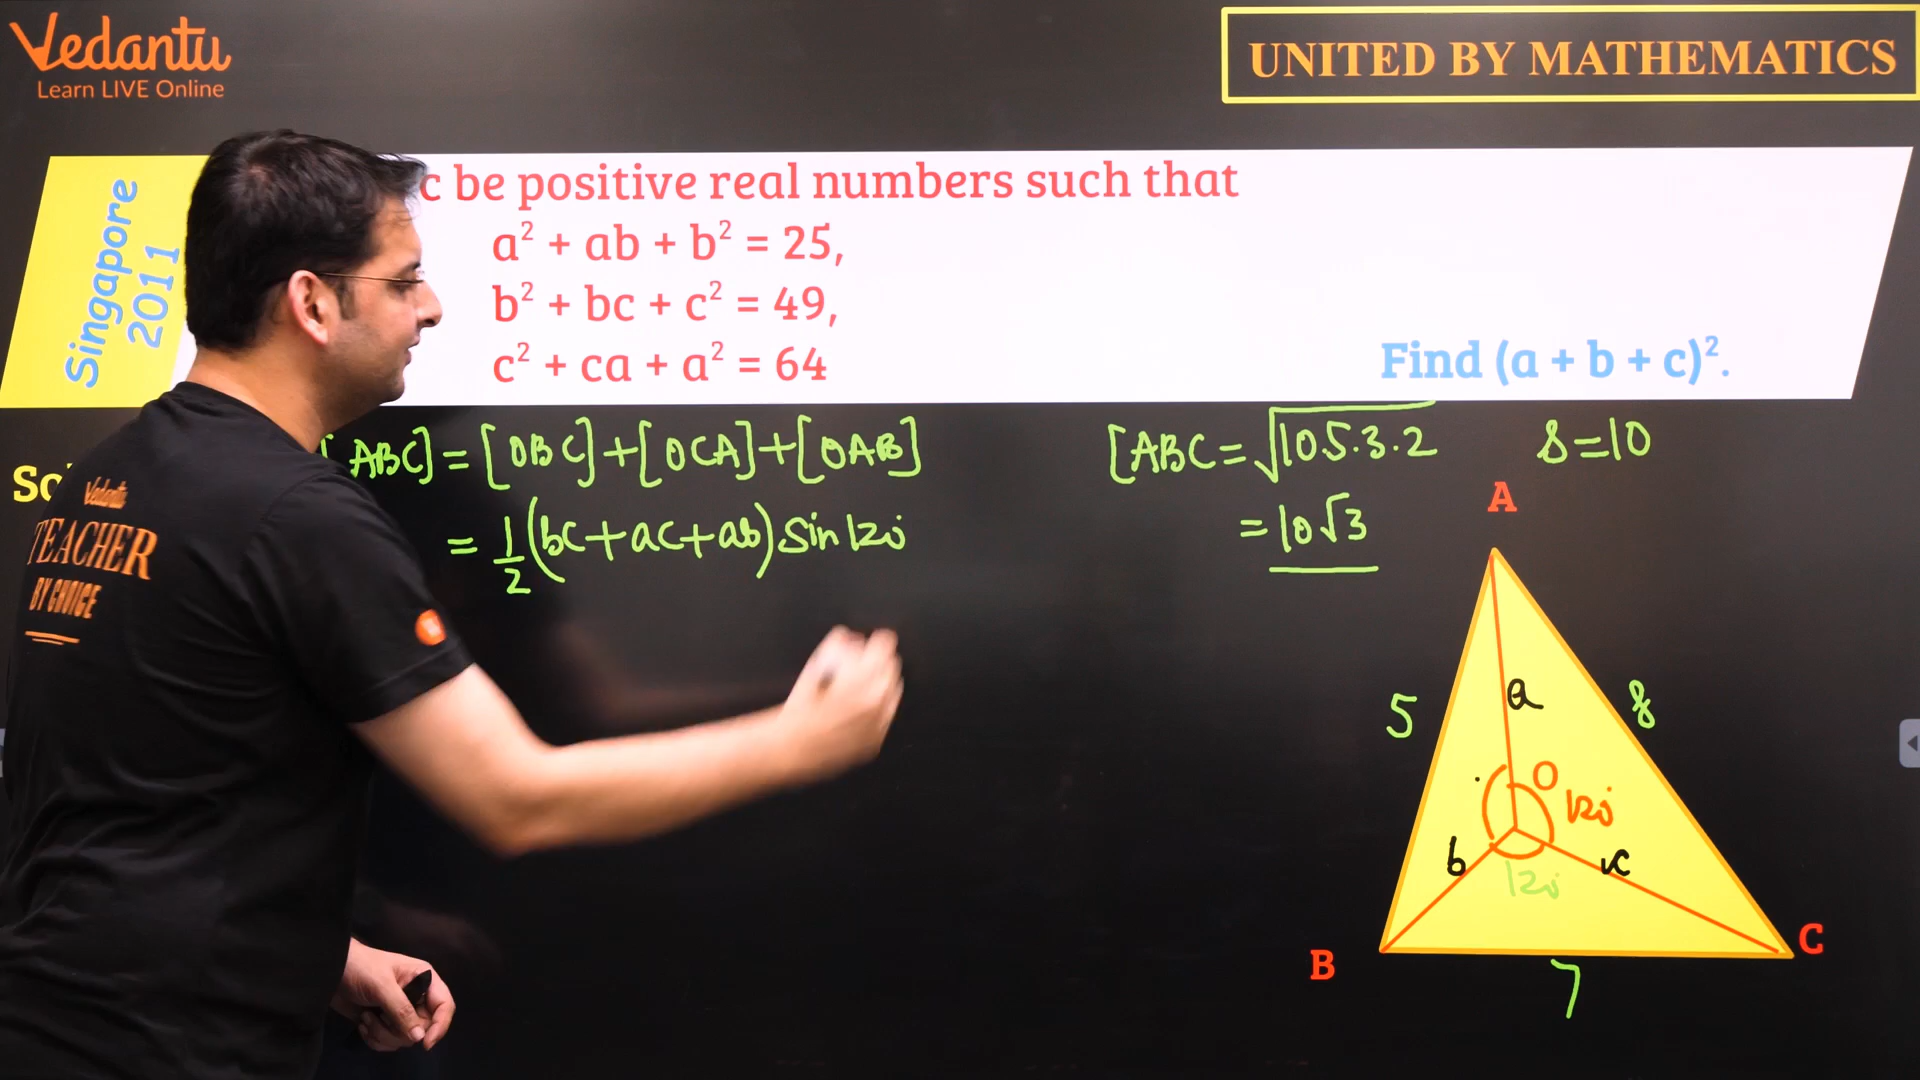 Vedantu
Learn LIVE Online
UNITED BY MATHEMATICS
Singapore
2011
c be positive real numbers such that
a² + ab + b² = 25,
b² + bc + c² = 49,
c² + ca + a² = 64
Find (a + b + c)².
So
[ABC] = [OBC] + [OCA] + [OAB]
= 1/2 (bc + ac + ab) sin 120°
[ABC = √10.5.3.2
s = 10
= 10√3
A
5
a
8
O
120°
b
c
120°
B
C
7
Vedantu
TEACHER
BY CHOICE